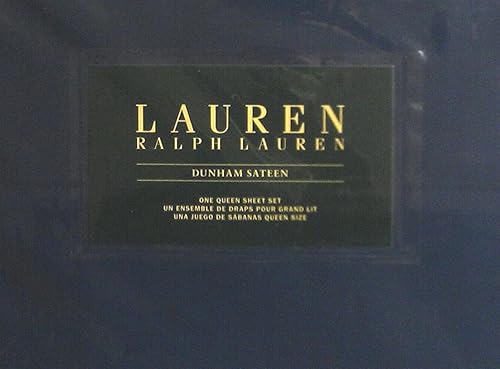 LAUREN
RALPH LAUREN
DUNHAM SATEEN
ONE QUEEN SHEET SET
UN ENSEMBLE DE DRAPS POUR GRAND LIT
UNA JUEGO DE SÁBANAS QUEEN SIZE